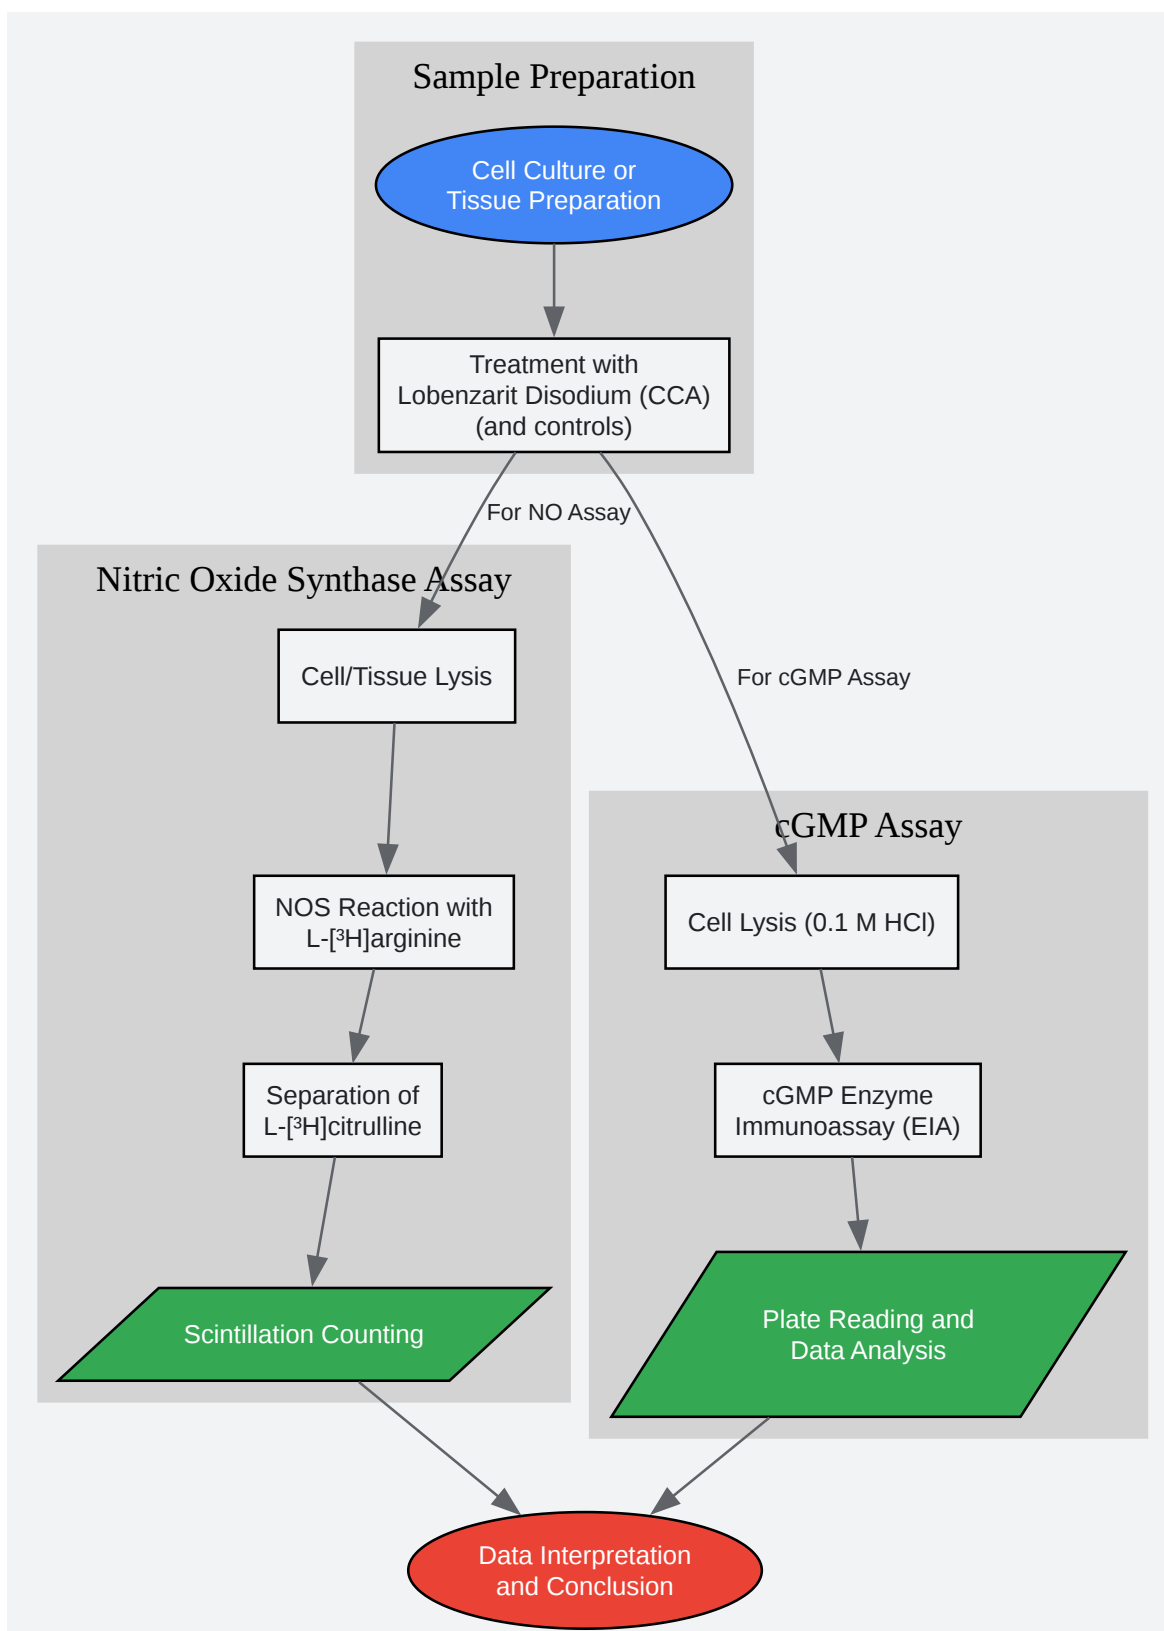 Sample Preparation
Cell Culture or
Tissue Preparation
Treatment with
Lobenzarit Disodium (CCA)
(and controls)
For NO Assay
Nitric Oxide Synthase Assay
Cell/Tissue Lysis
NOS Reaction with
L-[³H]arginine
Separation of
L-[³H]citrulline
Scintillation Counting
For cGMP Assay
cGMP Assay
Cell Lysis (0.1 M HCl)
cGMP Enzyme
Immunoassay (EIA)
Plate Reading and
Data Analysis
Data Interpretation
and Conclusion